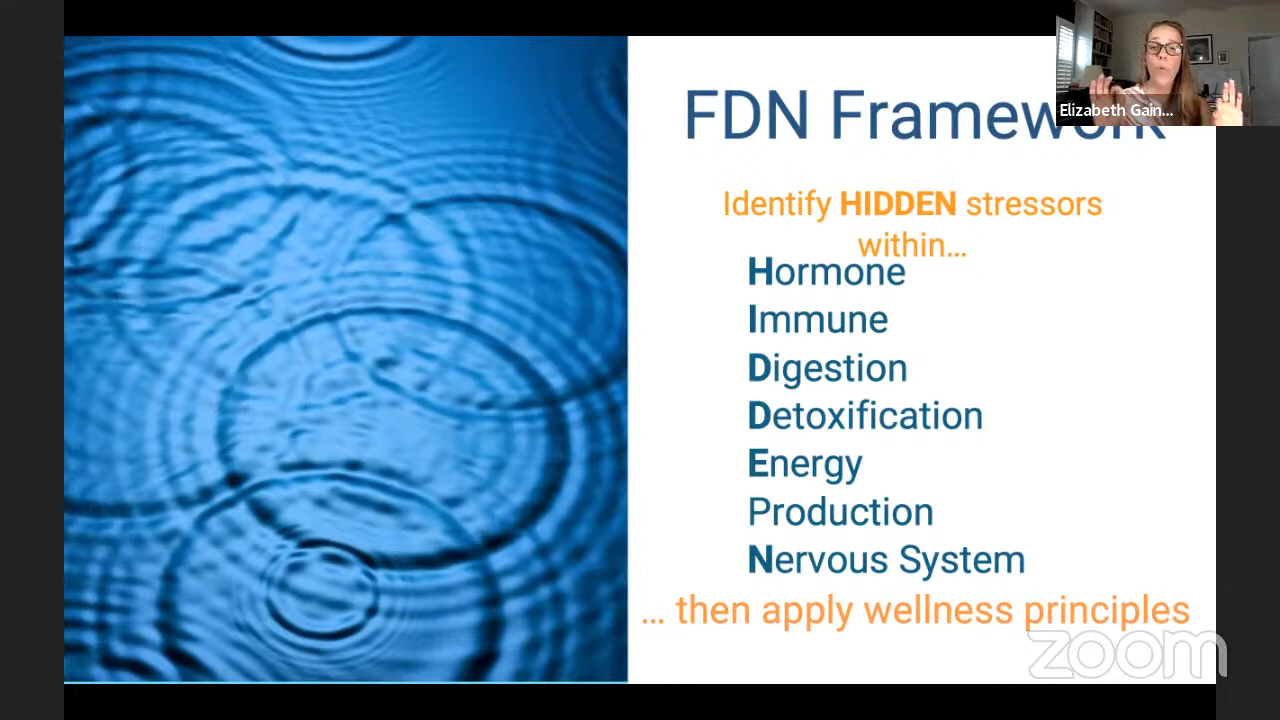 FDN Framework
Elizabeth Gain...
Identify HIDDEN stressors
within...
Hormone
Immune
Digestion
Detoxification
Energy
Production
Nervous System
... then apply wellness principles
zoom